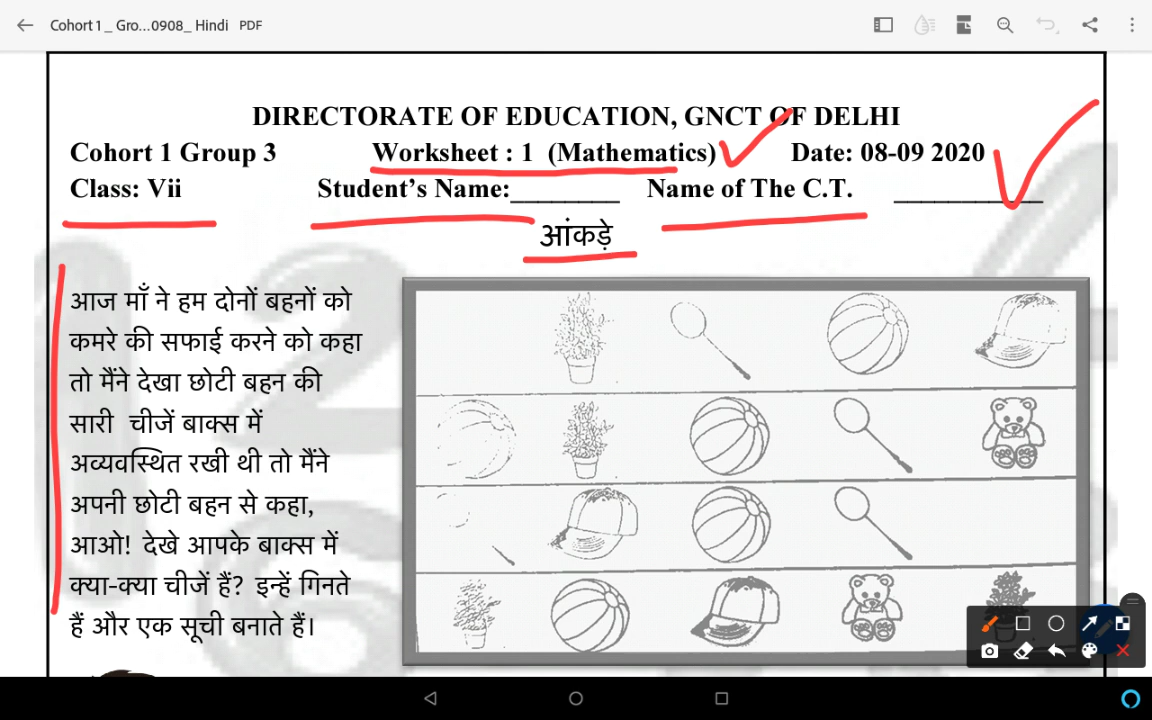 Cohort 1 _ Gro...0908_ Hindi PDF
DIRECTORATE OF EDUCATION, GNCT OF DELHI
Cohort 1 Group 3 Worksheet : 1 (Mathematics) Date: 08-09 2020
Class: Vii Student's Name:________ Name of The C.T. ___________
आंकड़े
आज माँ ने हम दोनों बहनों को
कमरे की सफाई करने को कहा
तो मैंने देखा छोटी बहन की
सारी चीजें बाक्स में
अव्यवस्थित रखी थी तो मैंने
अपनी छोटी बहन से कहा,
आओ! देखे आपके बाक्स में
क्या-क्या चीजें हैं? इन्हें गिनते
हैं और एक सूची बनाते हैं।